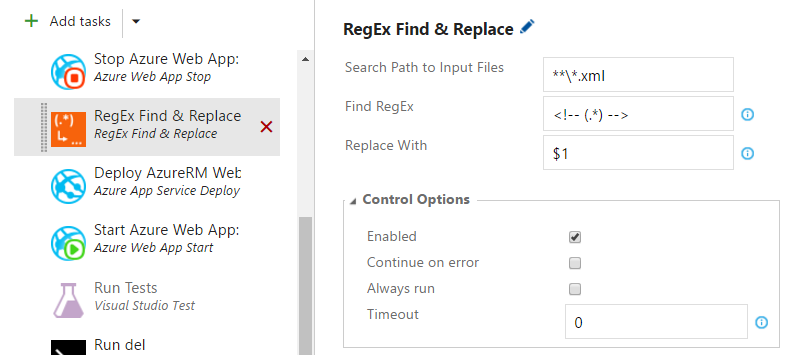 Add tasks
Stop Azure Web App:
Azure Web App Stop
(.*)
...
RegEx Find & Replace
RegEx Find & Replace
Deploy AzureRM Web
Azure App Service Deploy
Start Azure Web App:
Azure Web App Start
Run Tests
Visual Studio Test
Run del
RegEx Find & Replace
Search Path to Input Files
**\*.xml
Find RegEx
<!-- (.*) -->
Replace With
$1
Control Options
Enabled
Continue on error
Always run
Timeout
0